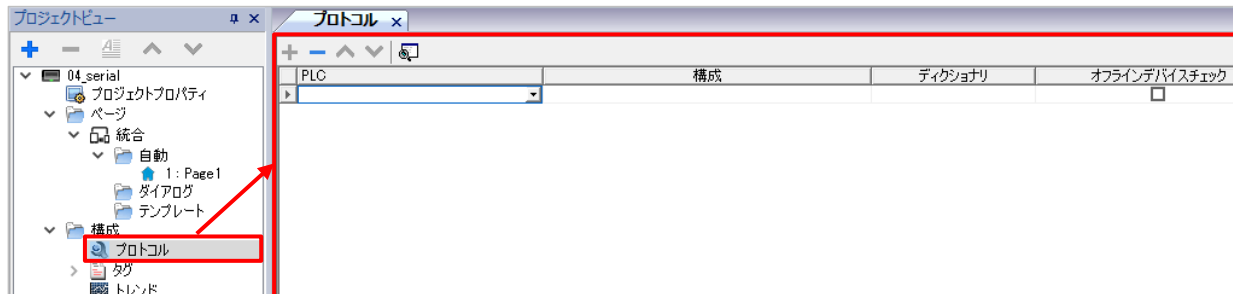 プロジェクトビュー
プロトコル
04_serial
プロジェクトプロパティ
ページ
統合
自動
1 : Page1
ダイアログ
テンプレート
構成
プロトコル
タグ
トレンド
PLC 構成 ディクショナリ オフラインデバイスチェック